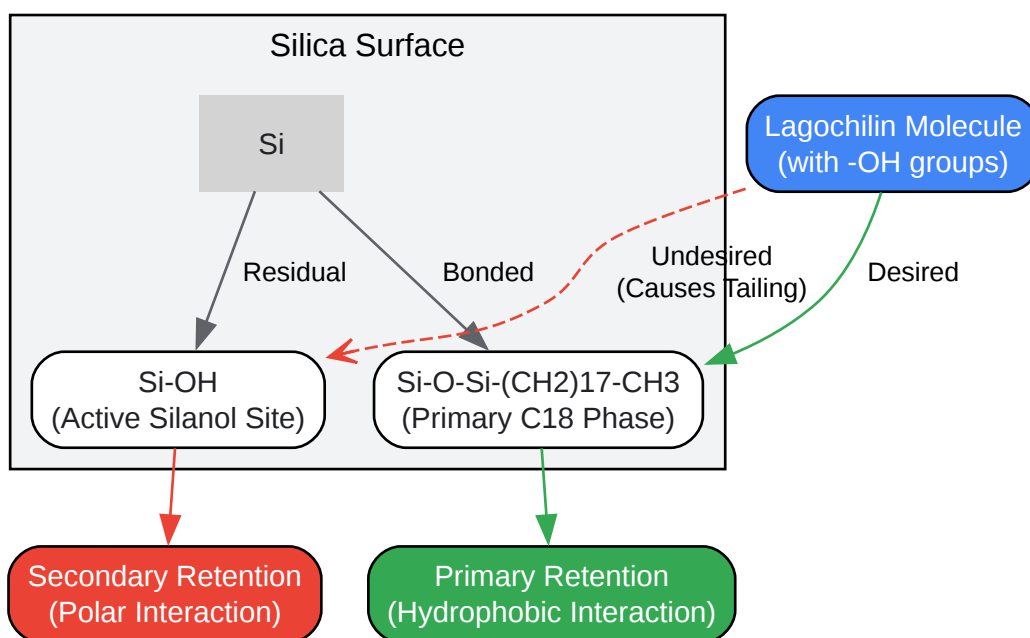 Silica Surface
Si
Lagochilin Molecule
(with -OH groups)
Residual
Bonded
Undesired
(Causes Tailing)
Desired
Si-OH
(Active Silanol Site)
Si-O-Si-(CH2)17-CH3
(Primary C18 Phase)
Secondary Retention
(Polar Interaction)
Primary Retention
(Hydrophobic Interaction)